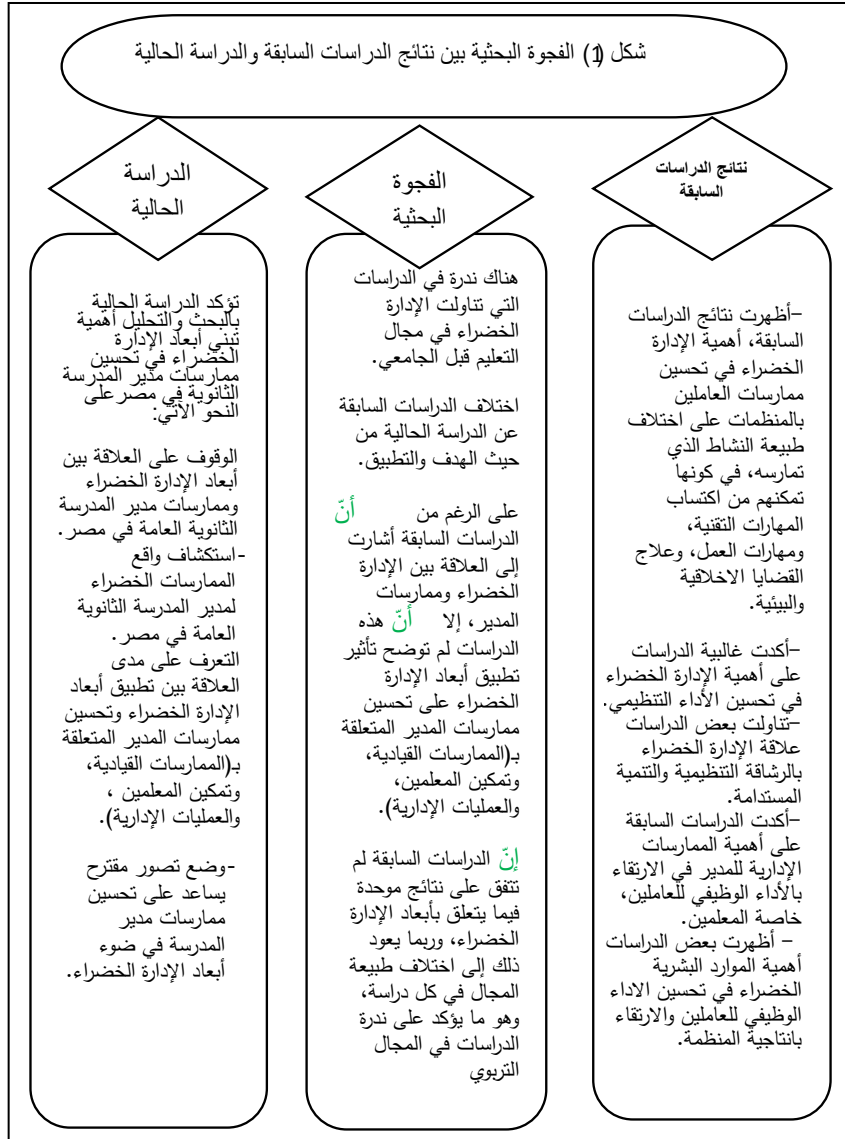 شكل (1) الفجوة البحثية بين نتائج الدراسات السابقة والدراسة الحالية
نتائج الدراسات
السابقة
–أظهرت نتائج الدراسات
السابقة، أهمية الإدارة
الخضراء في تحسين
ممارسات العاملين
بالمنظمات على اختلاف
طبيعة النشاط الذي
تمارسه، في كونها
تمكنهم من اكتساب
المهارات التقنية،
ومهارات العمل، وعلاج
القضايا الاخلاقية
والبيئية.
–أكدت غالبية الدراسات
على أهمية الإدارة الخضراء
في تحسين الأداء التنظيمي.
–تناولت بعض الدراسات
علاقة الإدارة الخضراء
بالرشاقة التنظيمية والتنمية
المستدامة.
–أكدت الدراسات السابقة
على أهمية الممارسات
الإدارية للمدير في الارتقاء
بالأداء الوظيفي للعاملين،
خاصة المعلمين.
– أظهرت بعض الدراسات
أهمية الموارد البشرية
الخضراء في تحسين الاداء
الوظيفي للعاملين والارتقاء
بانتاجية المنظمة.
الفجوة
البحثية
هناك ندرة في الدراسات
التي تناولت الإدارة
الخضراء في مجال
التعليم قبل الجامعي.
اختلاف الدراسات السابقة
عن الدراسة الحالية من
حيث الهدف والتطبيق.
على الرغم من أنّ
الدراسات السابقة أشارت
إلى العلاقة بين الإدارة
الخضراء وممارسات
المدير، إلا أنّ هذه
الدراسات لم توضح تأثير
تطبيق أبعاد الإدارة
الخضراء على تحسين
ممارسات المدير المتعلقة
بـ(الممارسات القيادية،
وتمكين المعلمين،
والعمليات الإدارية).
إنّ الدراسات السابقة لم
تتفق على نتائج موحدة
فيما يتعلق بأبعاد الإدارة
الخضراء، وربما يعود
ذلك إلى اختلاف طبيعة
المجال في كل دراسة،
وهو ما يؤكد على ندرة
الدراسات في المجال
التربوي
الدراسة
الحالية
تؤكد الدراسة الحالية
بالبحث والتحليل أهمية
تبني أبعاد الإدارة
الخضراء في تحسين
ممارسات مدير المدرسة
الثانوية في مصر على
النحو الآتي:
الوقوف على العلاقة بين
أبعاد الإدارة الخضراء
وممارسات مدير المدرسة
الثانوية العامة في مصر.
-استكشاف واقع
الممارسات الخضراء
لمدير المدرسة الثانوية
العامة في مصر.
التعرف على مدى
العلاقة بين تطبيق أبعاد
الإدارة الخضراء وتحسين
ممارسات المدير المتعلقة
بـ(الممارسات القيادية،
وتمكين المعلمين ،
والعمليات الإدارية).
-وضع تصور مقترح
يساعد على تحسين
ممارسات مدير
المدرسة في ضوء
أبعاد الإدارة الخضراء.